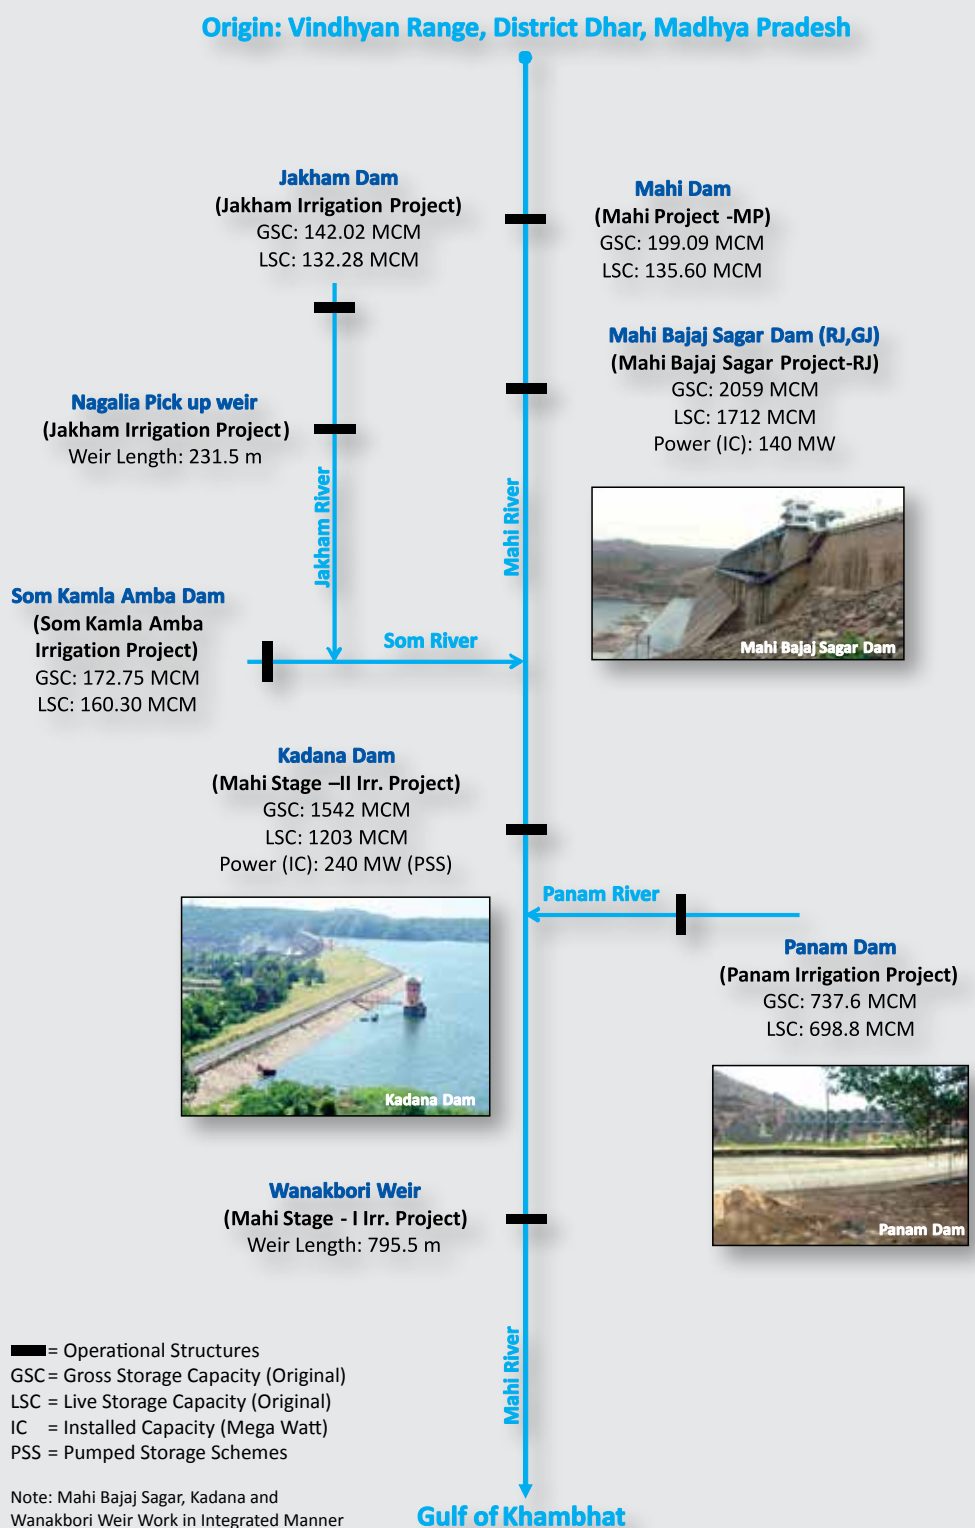 Origin: Vindhyan Range, District Dhar, Madhya Pradesh
Jakham Dam
(Jakham Irrigation Project)
GSC: 142.02 MCM
LSC: 132.28 MCM
Mahi Dam
(Mahi Project -MP)
GSC: 199.09 MCM
LSC: 135.60 MCM
Mahi Bajaj Sagar Dam (RJ,GJ)
(Mahi Bajaj Sagar Project-RJ)
GSC: 2059 MCM
LSC: 1712 MCM
Power (IC): 140 MW
Nagalia Pick up weir
(Jakham Irrigation Project)
Weir Length: 231.5 m
Jakham River
Mahi River
Mahi Bajaj Sagar Dam
Som Kamla Amba Dam
(Som Kamla Amba
Irrigation Project)
GSC: 172.75 MCM
LSC: 160.30 MCM
Som River
Kadana Dam
(Mahi Stage –II Irr. Project)
GSC: 1542 MCM
LSC: 1203 MCM
Power (IC): 240 MW (PSS)
Panam River
Kadana Dam
Panam Dam
(Panam Irrigation Project)
GSC: 737.6 MCM
LSC: 698.8 MCM
Panam Dam
Wanakbori Weir
(Mahi Stage - I Irr. Project)
Weir Length: 795.5 m
Mahi River
= Operational Structures
GSC = Gross Storage Capacity (Original)
LSC = Live Storage Capacity (Original)
IC = Installed Capacity (Mega Watt)
PSS = Pumped Storage Schemes
Note: Mahi Bajaj Sagar, Kadana and
Wanakbori Weir Work in Integrated Manner
Gulf of Khambhat